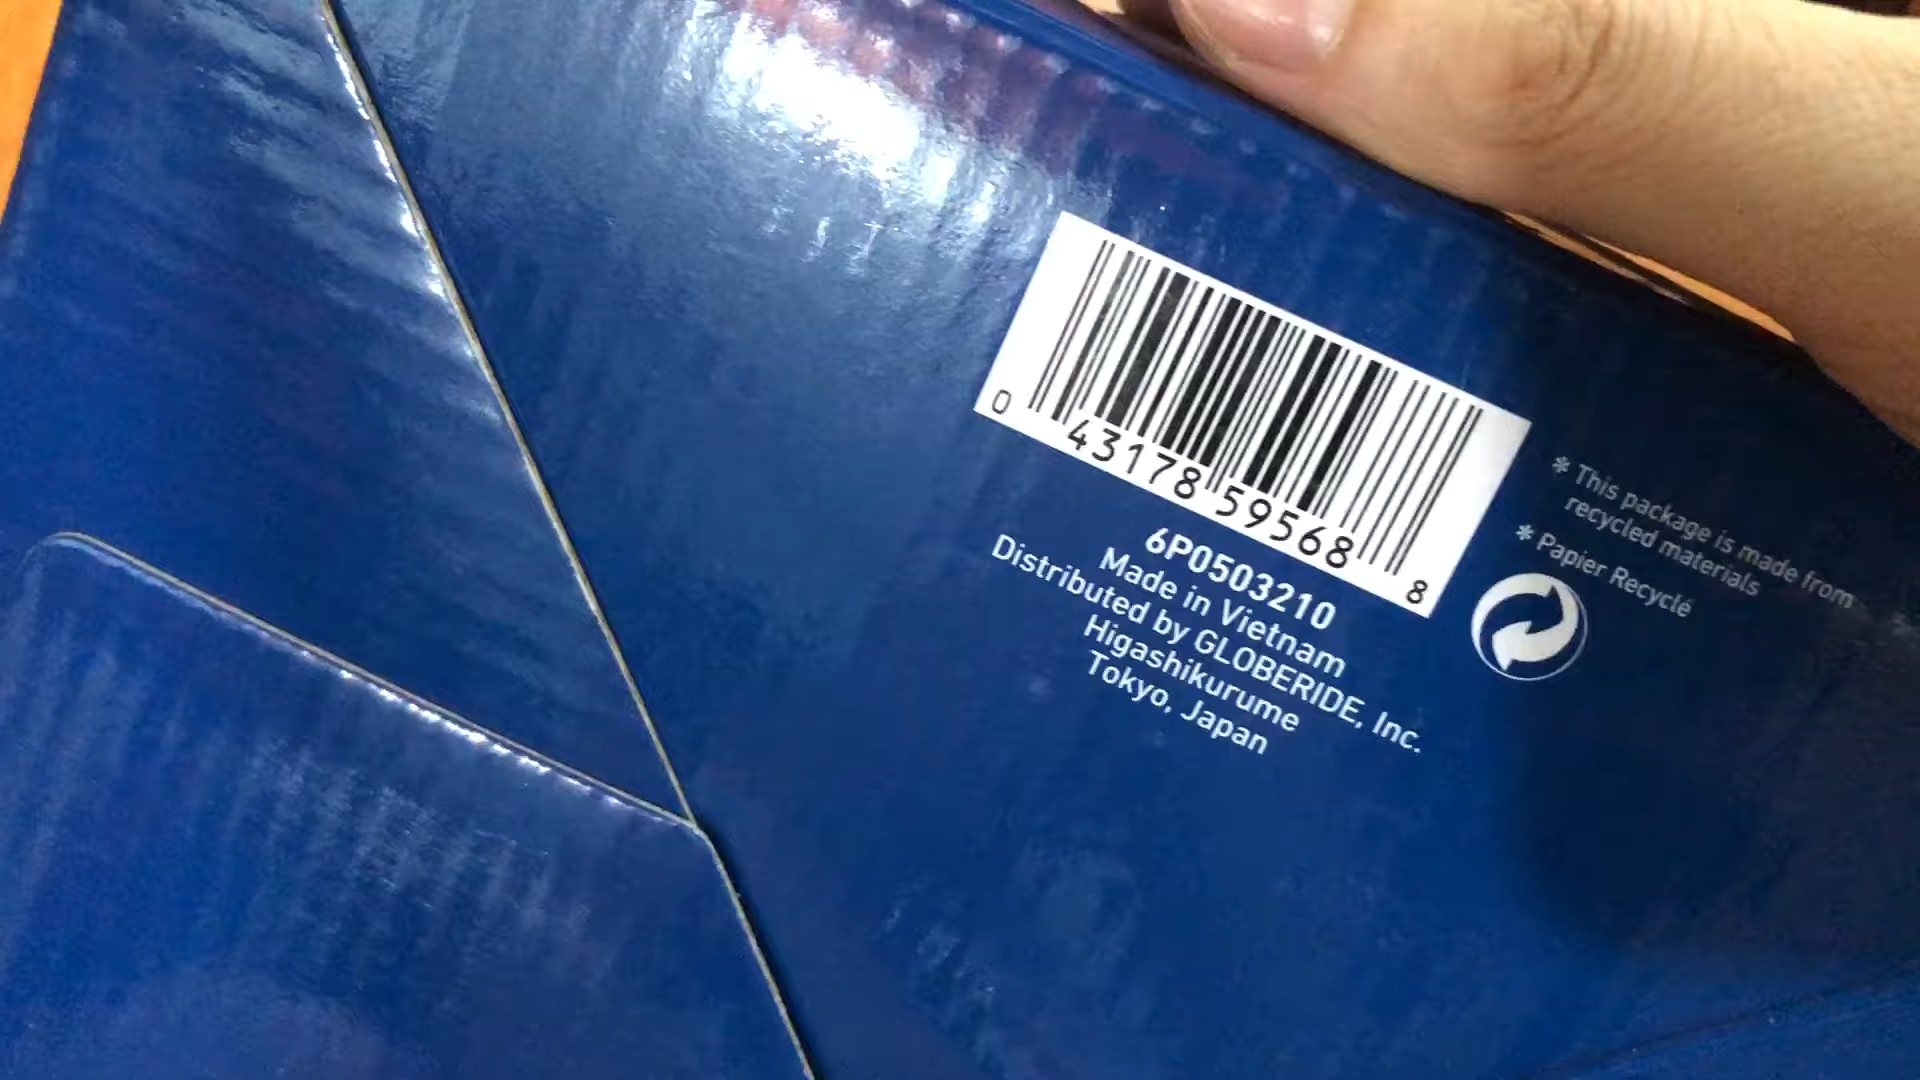 0 43178 59568 8
6P0503210
Made in Vietnam
Distributed by GLOBERIDE, Inc.
Higashikurume
Tokyo, Japan
* This package is made from
recycled materials
* Papier Recyclé